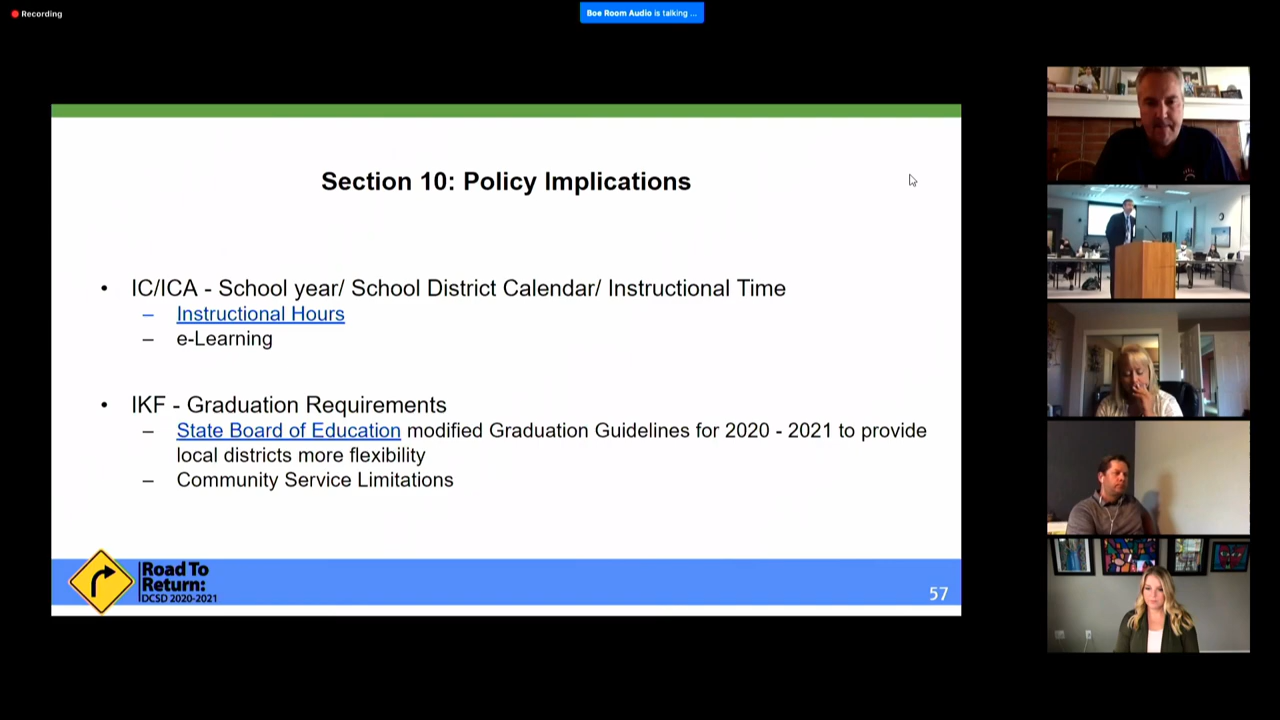 Recording
Boe Room Audio is talking ...
Section 10: Policy Implications
• IC/ICA - School year/ School District Calendar/ Instructional Time
– Instructional Hours
– e-Learning
• IKF - Graduation Requirements
– State Board of Education modified Graduation Guidelines for 2020 - 2021 to provide
local districts more flexibility
– Community Service Limitations
Road To
Return:
DCSD 2020-2021
57